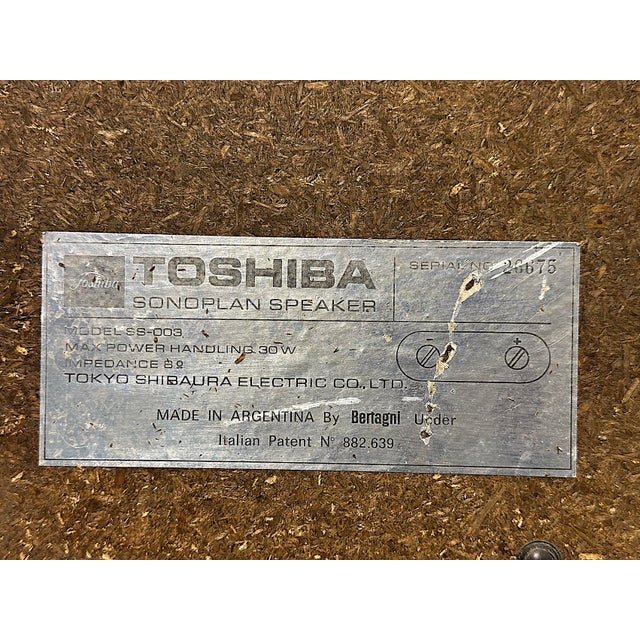 Toshiba TOSHIBA SERIAL NO. 26675
SONOPLAN SPEAKER
MODEL SS-003
MAX POWER HANDLING 30W
IMPEDANCE 8Ω
TOKYO SHIBAURA ELECTRIC CO., LTD.
- +
MADE IN ARGENTINA By Bertagni Under
Italian Patent N° 882.639